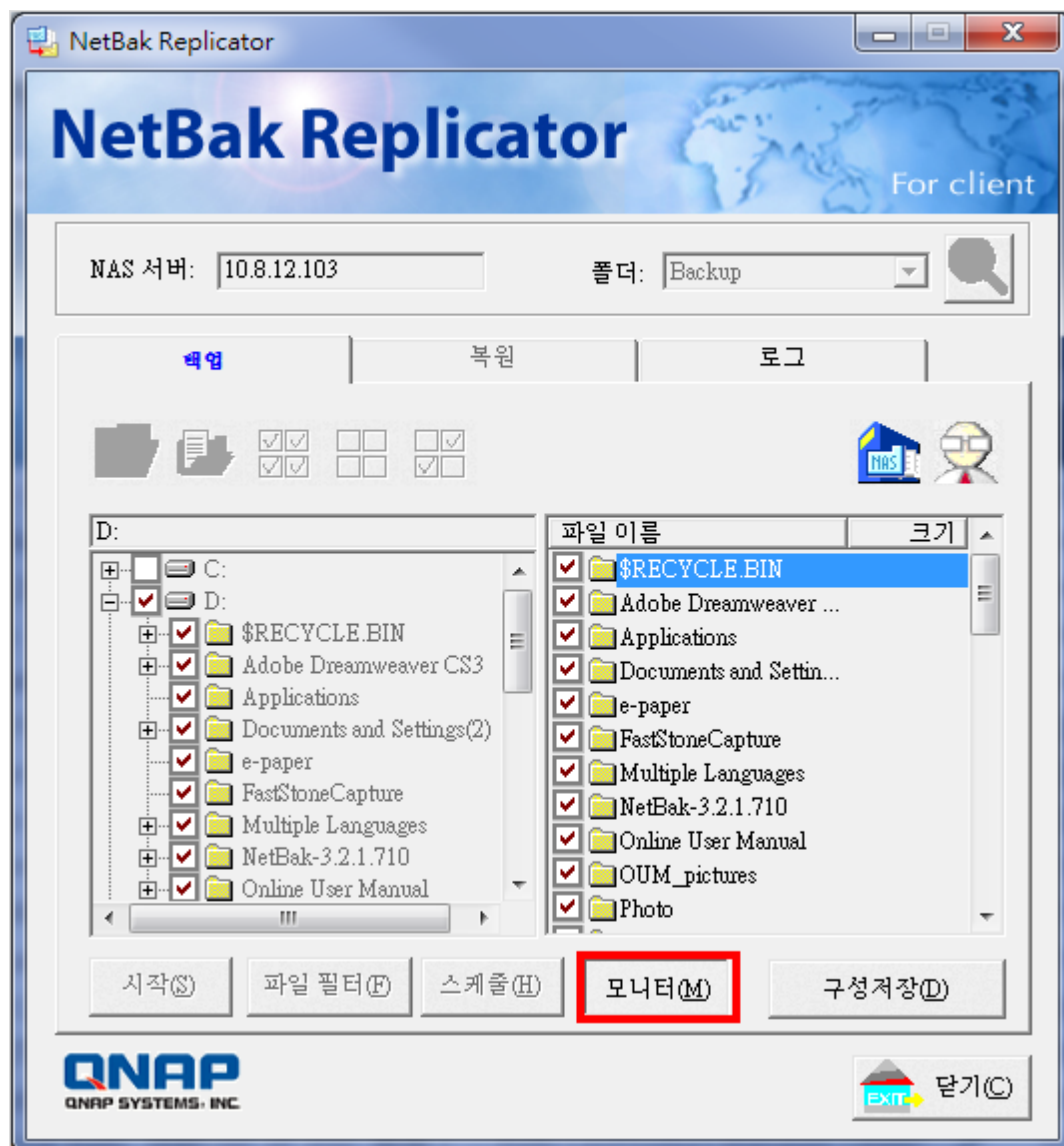 NetBak Replicator
NetBak Replicator
For client
NAS 서버: 10.8.12.103 폴더: Backup
백업 복원 로그
NAS
D:
C:
D:
$RECYCLE.BIN
Adobe Dreamweaver CS3
Applications
Documents and Settings(2)
e-paper
FastStoneCapture
Multiple Languages
NetBak-3.2.1.710
Online User Manual
파일 이름 크기
$RECYCLE.BIN
Adobe Dreamweaver ...
Applications
Documents and Settin...
e-paper
FastStoneCapture
Multiple Languages
NetBak-3.2.1.710
Online User Manual
OUM_pictures
Photo
시작(S) 파일 필터(F) 스케줄(H) 모니터(M) 구성저장(D)
QNAP
QNAP SYSTEMS, INC.
EXIT 닫기(C)